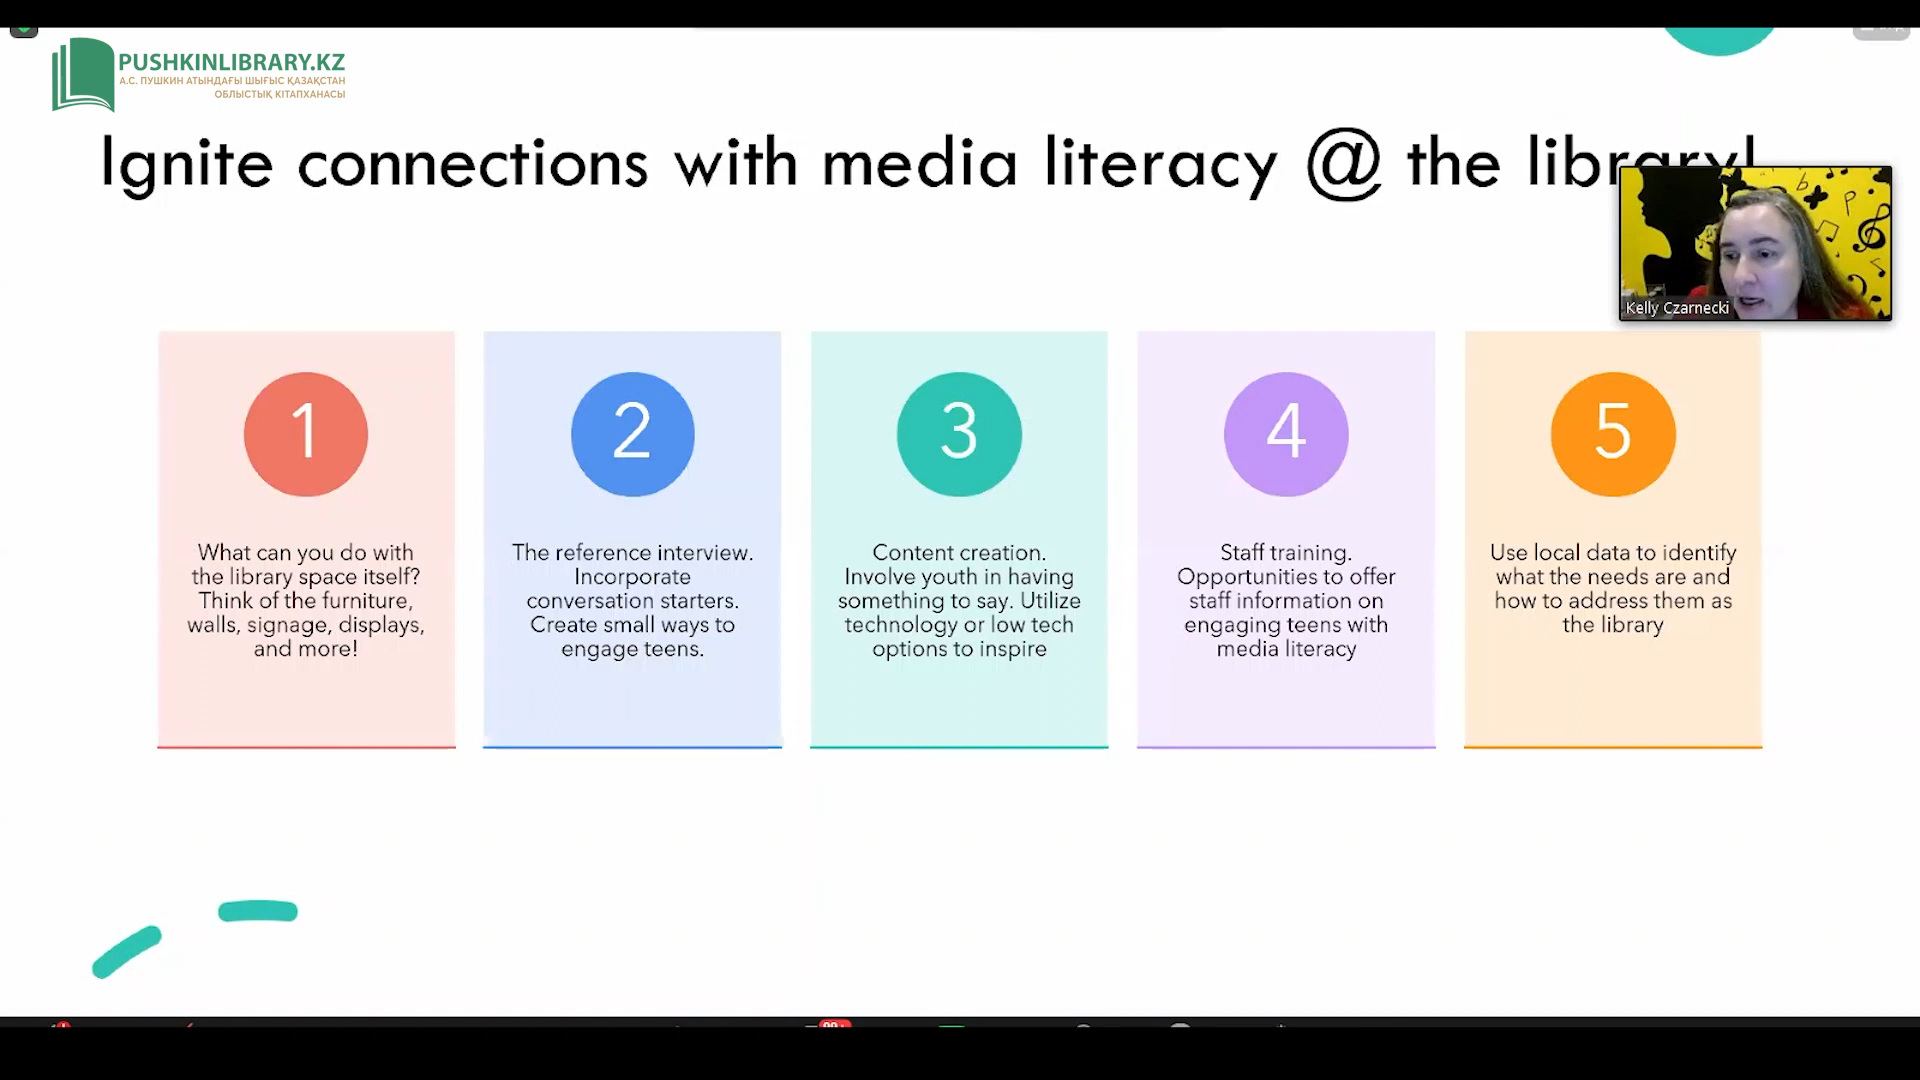 PUSHKINLIBRARY.KZ
А.С. ПУШКИН АТЫНДАҒЫ ШЫҒЫС ҚАЗАҚСТАН
ОБЛЫСТЫҚ КІТАПХАНАСЫ
Ignite connections with media literacy @ the library!
Kelly Czarnecki
1
What can you do with
the library space itself?
Think of the furniture,
walls, signage, displays,
and more!
2
The reference interview.
Incorporate
conversation starters.
Create small ways to
engage teens.
3
Content creation.
Involve youth in having
something to say. Utilize
technology or low tech
options to inspire
4
Staff training.
Opportunities to offer
staff information on
engaging teens with
media literacy
5
Use local data to identify
what the needs are and
how to address them as
the library